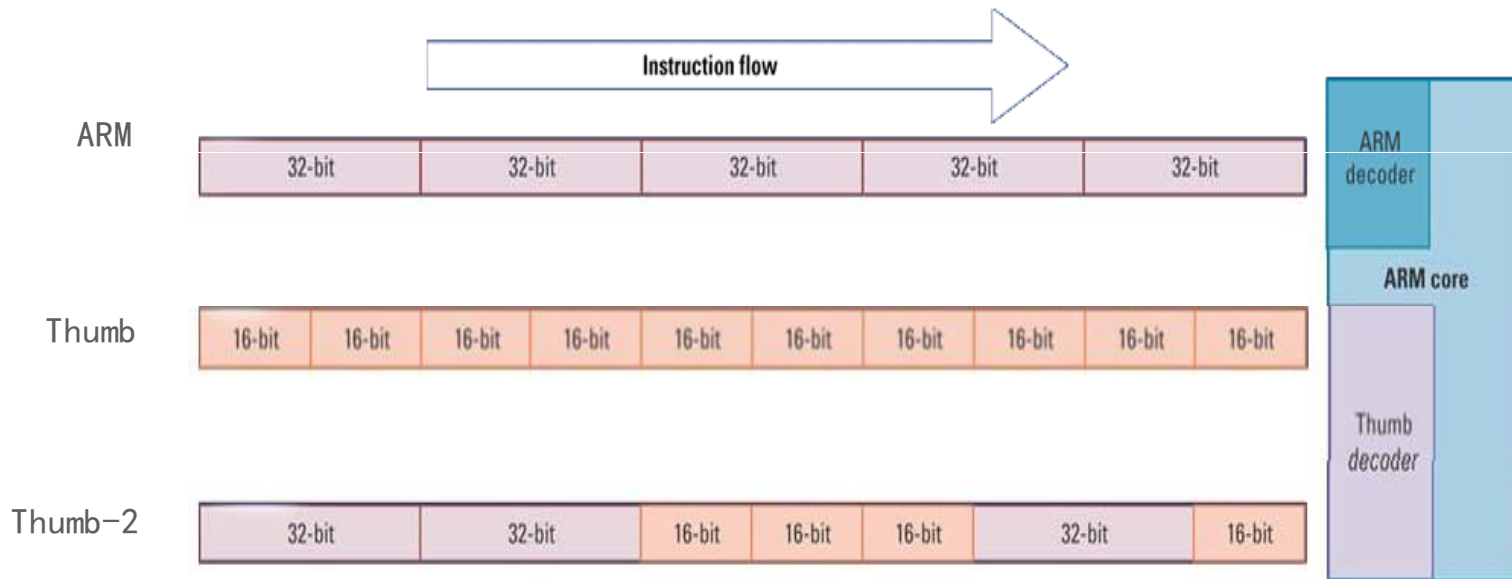 Instruction flow
ARM
32-bit 32-bit 32-bit 32-bit 32-bit
ARM
decoder
ARM core
Thumb
16-bit 16-bit 16-bit 16-bit 16-bit 16-bit 16-bit 16-bit 16-bit 16-bit
Thumb
decoder
Thumb-2
32-bit 32-bit 16-bit 16-bit 16-bit 32-bit 16-bit